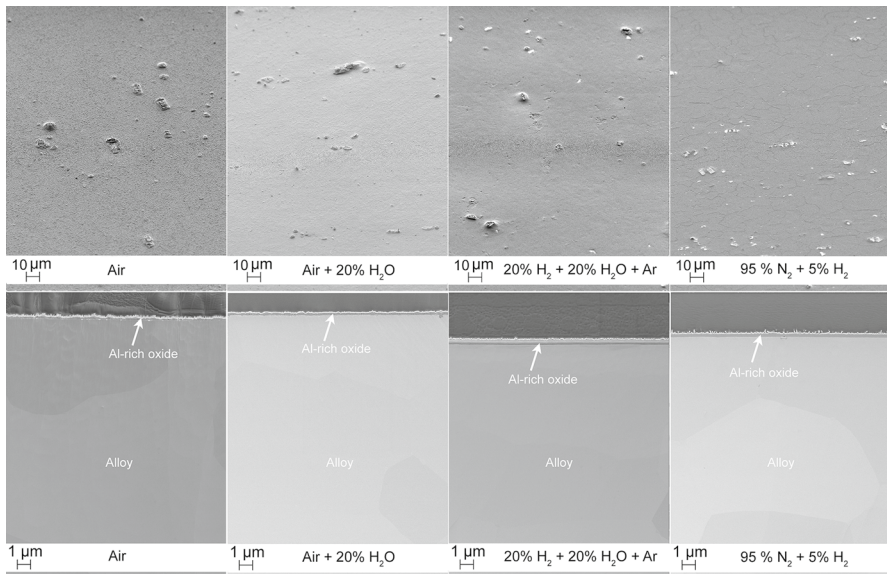 10 µm
Air
10 µm
Air + 20% H₂O
10 µm
20% H₂ + 20% H₂O + Ar
10 µm
95 % N₂ + 5% H₂
Al-rich oxide
Alloy
1 µm
Air
Al-rich oxide
Alloy
1 µm
Air + 20% H₂O
Al-rich oxide
Alloy
1 µm
20% H₂ + 20% H₂O + Ar
Al-rich oxide
Alloy
1 µm
95 % N₂ + 5% H₂